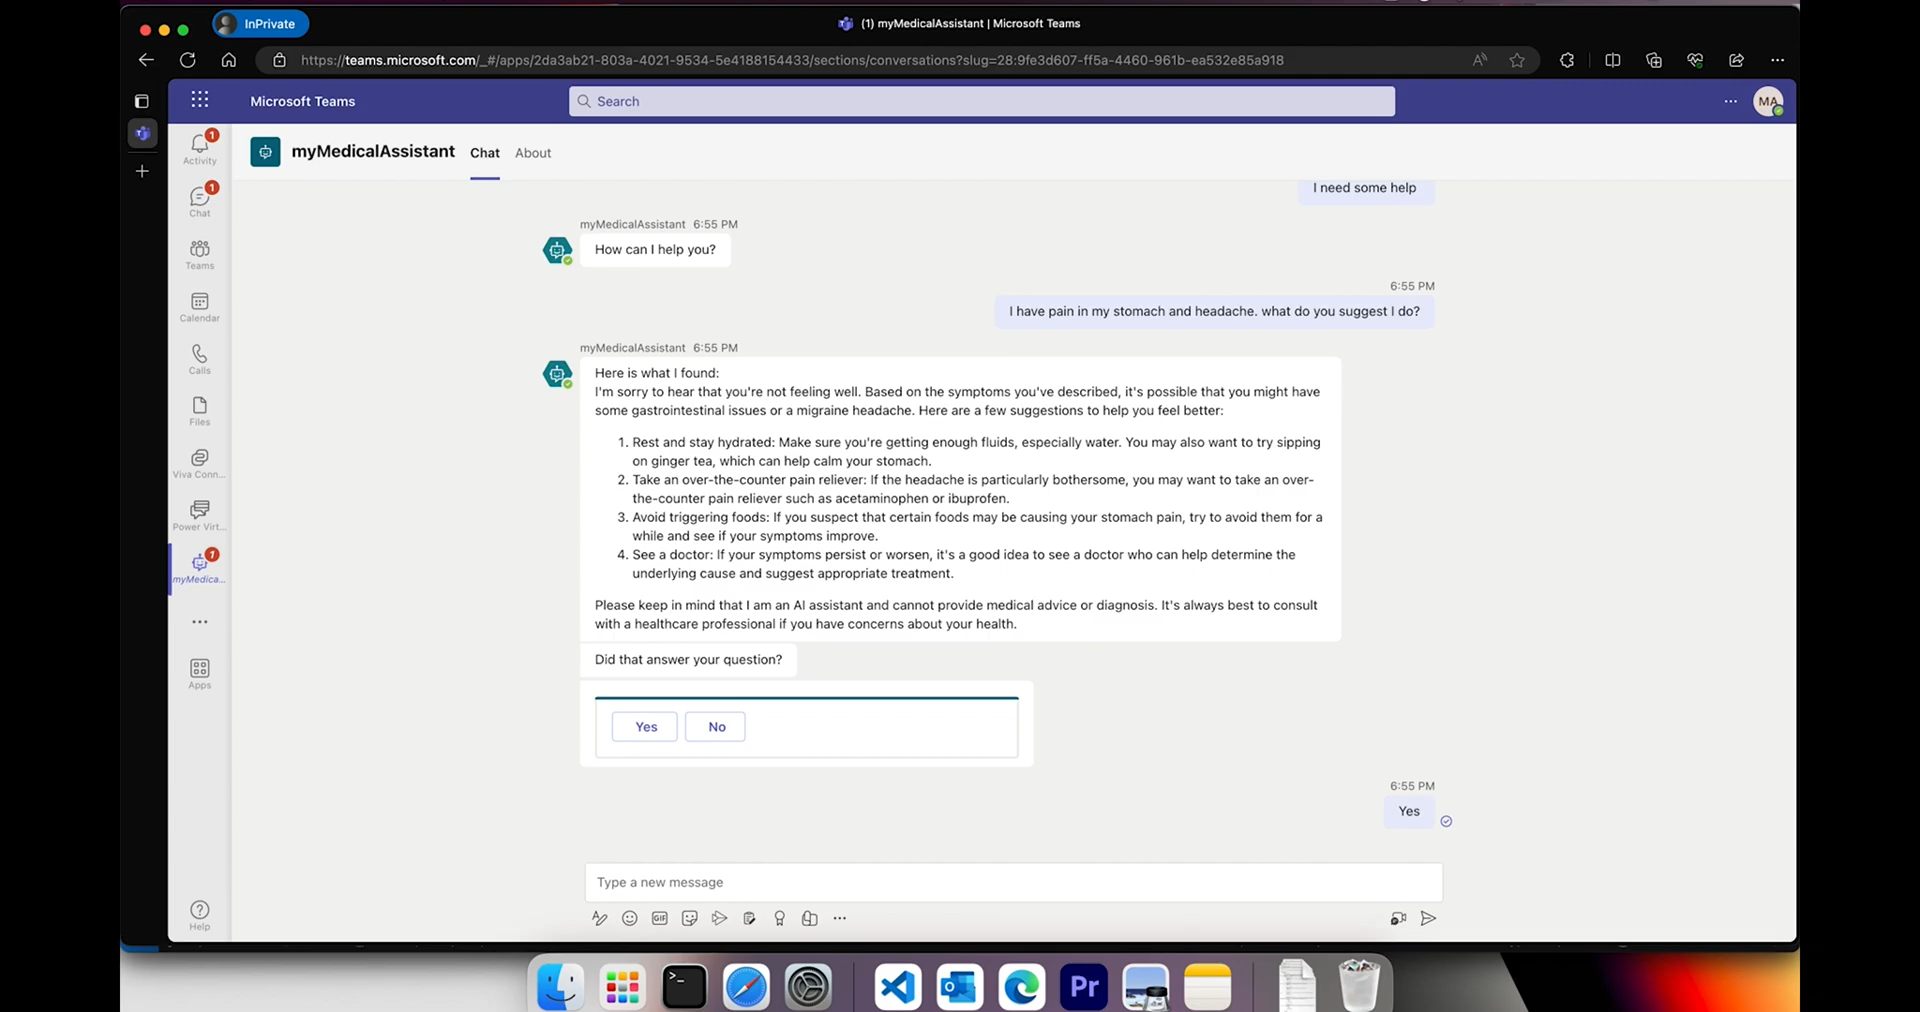 InPrivate
(1) myMedicalAssistant | Microsoft Teams
https://teams.microsoft.com/_#/apps/2da3ab21-803a-4021-9534-5e4188154433/sections/conversations?slug=28:9fe3d607-ff5a-4460-961b-ea532e85a918
Microsoft Teams
Search
MA
1
Activity
1
Chat
Teams
Calendar
Calls
Files
Viva Conn...
Power Virt...
1
myMedica...
Apps
Help
myMedicalAssistant
Chat
About
I need some help
myMedicalAssistant 6:55 PM
How can I help you?
6:55 PM
I have pain in my stomach and headache. what do you suggest I do?
myMedicalAssistant 6:55 PM
Here is what I found:
I'm sorry to hear that you're not feeling well. Based on the symptoms you've described, it's possible that you might have
some gastrointestinal issues or a migraine headache. Here are a few suggestions to help you feel better:
1. Rest and stay hydrated: Make sure you're getting enough fluids, especially water. You may also want to try sipping
on ginger tea, which can help calm your stomach.
2. Take an over-the-counter pain reliever: If the headache is particularly bothersome, you may want to take an over-
the-counter pain reliever such as acetaminophen or ibuprofen.
3. Avoid triggering foods: If you suspect that certain foods may be causing your stomach pain, try to avoid them for a
while and see if your symptoms improve.
4. See a doctor: If your symptoms persist or worsen, it's a good idea to see a doctor who can help determine the
underlying cause and suggest appropriate treatment.
Please keep in mind that I am an AI assistant and cannot provide medical advice or diagnosis. It's always best to consult
with a healthcare professional if you have concerns about your health.
Did that answer your question?
Yes
No
6:55 PM
Yes
Type a new message
GIF
Pr